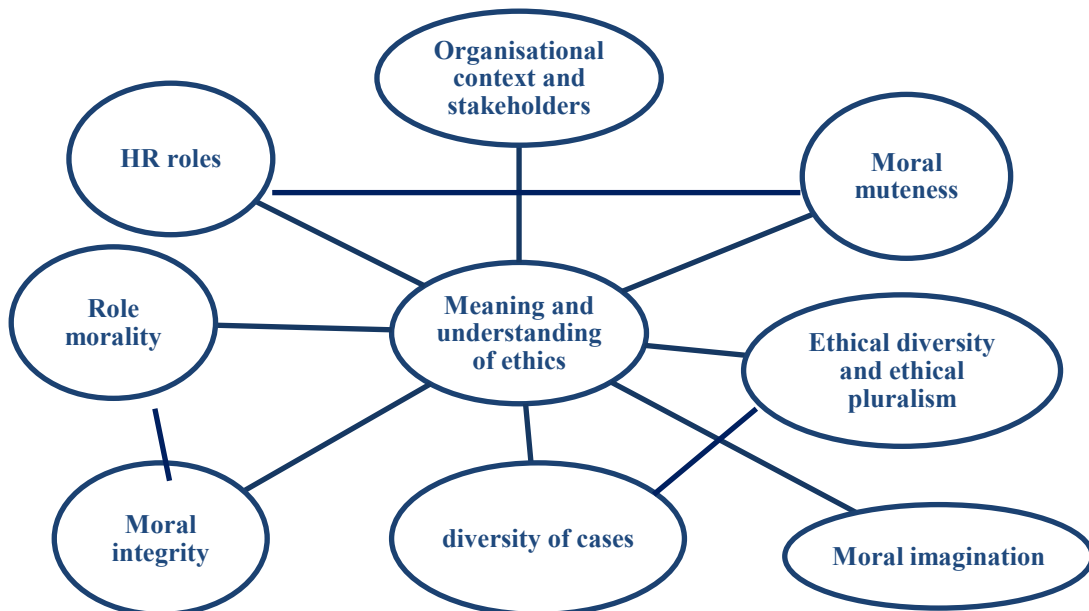 Organisational
context and
stakeholders
HR roles
Moral
muteness
Role
morality
Meaning and
understanding
of ethics
Ethical diversity
and ethical
pluralism
Moral
integrity
diversity of cases
Moral imagination